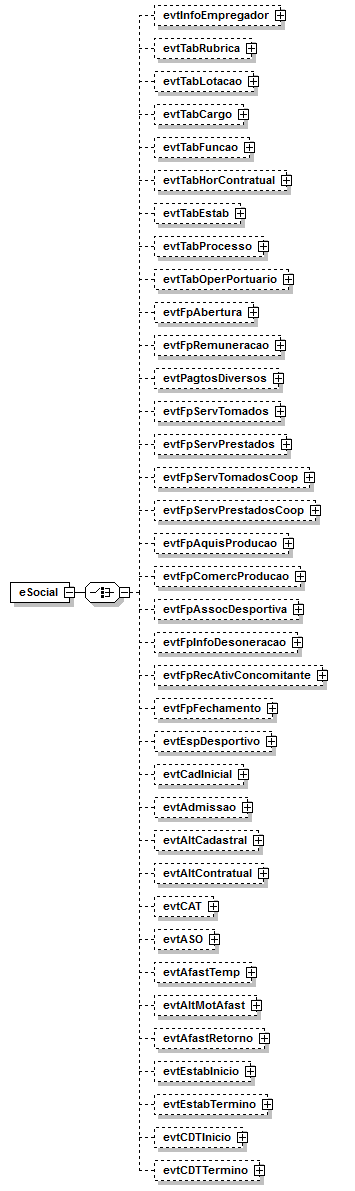 evtInfoEmpregador
evtTabRubrica
evtTabLotacao
evtTabCargo
evtTabFuncao
evtTabHorContratual
evtTabEstab
evtTabProcesso
evtTabOperPortuario
evtFpAbertura
evtFpRemuneracao
evtPagtosDiversos
evtFpServTomados
evtFpServPrestados
evtFpServTomadosCoop
evtFpServPrestadosCoop
evtFpAquisProducao
evtFpComercProducao
eSocial
evtFpAssocDesportiva
evtFpInfoDesoneracao
evtFpRecAtivConcomitante
evtFpFechamento
evtEspDesportivo
evtCadInicial
evtAdmissao
evtAltCadastral
evtAltContratual
evtCAT
evtASO
evtAfastTemp
evtAltMotAfast
evtAfastRetorno
evtEstabInicio
evtEstabTermino
evtCDTInicio
evtCDTTermino